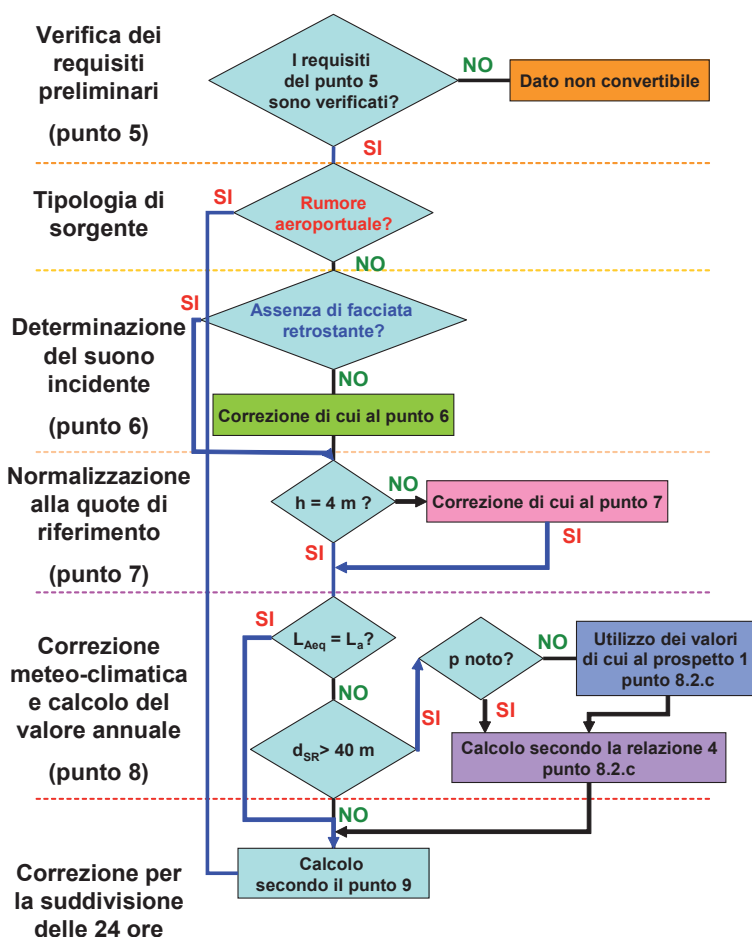 Verifica dei
requisiti
preliminari
(punto 5)
I requisiti
del punto 5
sono verificati?
NO
Dato non convertibile
SI
Tipologia di
sorgente
SI
Rumore
aeroportuale?
NO
Determinazione
del suono
incidente
(punto 6)
SI
Assenza di facciata
retrostante?
NO
Correzione di cui al punto 6
Normalizzazione
alla quote di
riferimento
(punto 7)
h = 4 m ?
NO
Correzione di cui al punto 7
SI
SI
Correzione
meteo-climatica
e calcolo del
valore annuale
(punto 8)
SI
LAeq = La?
NO
dSR> 40 m
SI
p noto?
NO
Utilizzo dei valori
di cui al prospetto 1
punto 8.2.c
SI
Calcolo secondo la relazione 4
punto 8.2.c
NO
Correzione per
la suddivisione
delle 24 ore
Calcolo
secondo il punto 9